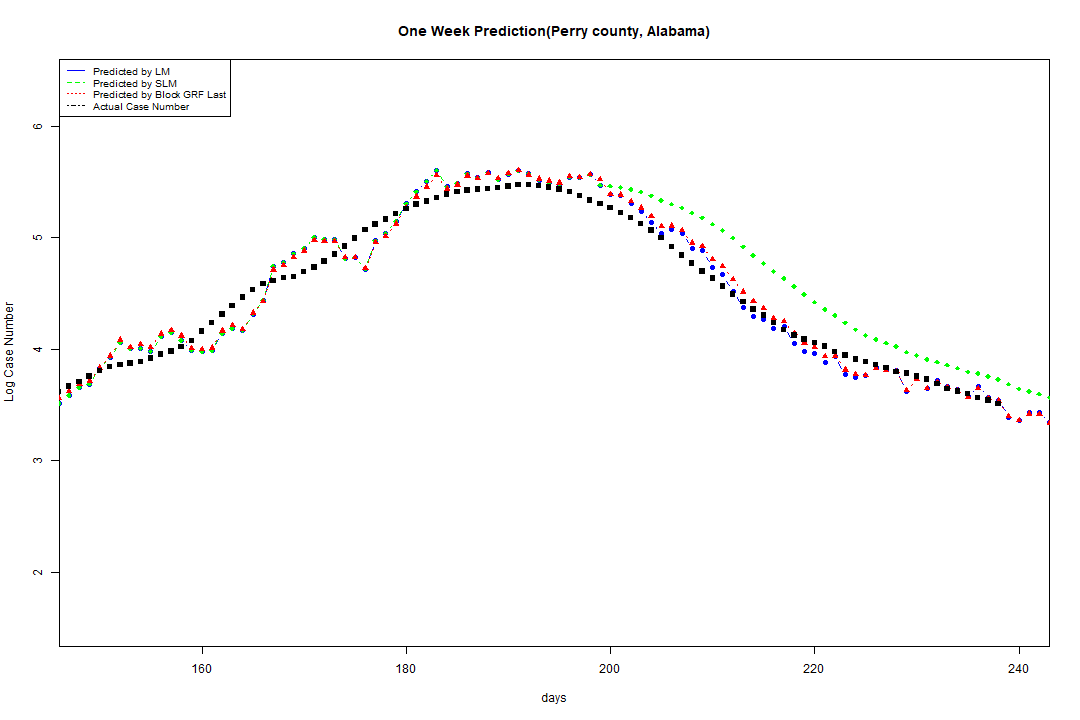 One Week Prediction(Perry county, Alabama)
Predicted by LM
Predicted by SLM
Predicted by Block GRF Last
Actual Case Number
6
5
4
3
2
Log Case Number
160 180 200 220 240
days